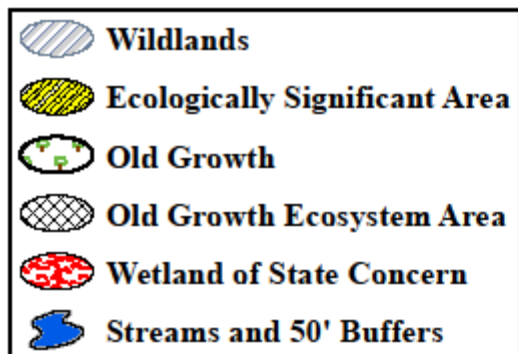 Wildlands
Ecologically Significant Area
Old Growth
Old Growth Ecosystem Area
Wetland of State Concern
Streams and 50' Buffers